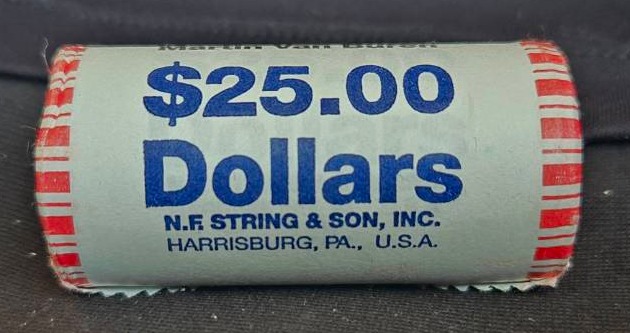 Martin Van Buren
$25.00
Dollars
N.F. STRING & SON, INC.
HARRISBURG, PA., U.S.A.